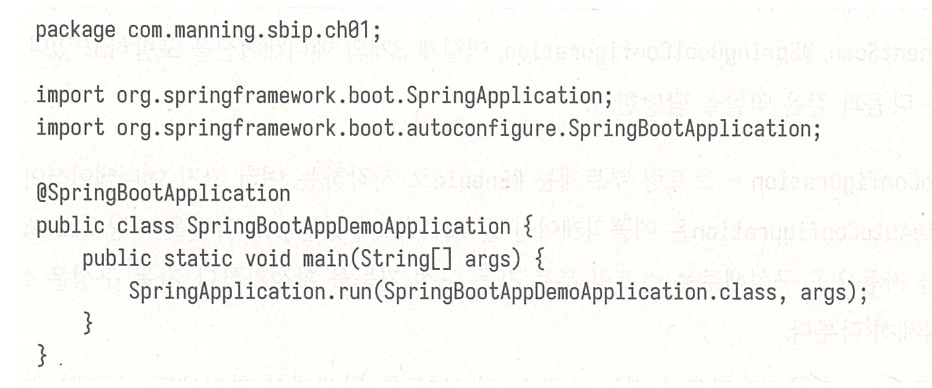 package com.manning.sbip.ch01;
import org.springframework.boot.SpringApplication;
import org.springframework.boot.autoconfigure.SpringBootApplication;
@SpringBootApplication
public class SpringBootAppDemoApplication {
public static void main(String[] args) {
SpringApplication.run(SpringBootAppDemoApplication.class, args);
}
}